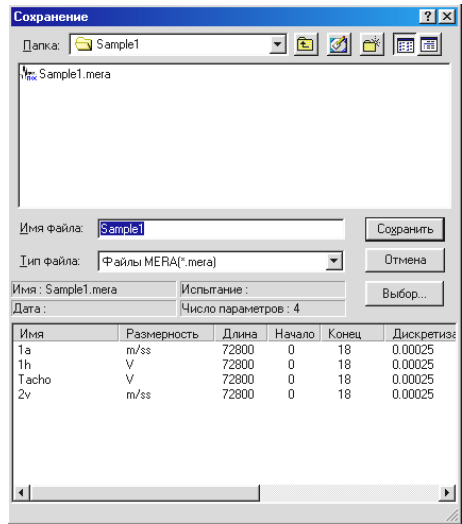 Сохранение
Папка: Sample1
Sample1.mera
Имя файла: Sample1 Сохранить
Тип файла: Файлы MERA(*.mera) Отмена
Выбор...
Имя : Sample1.mera Испытание :
Дата : Число параметров : 4
Имя Размерность Длина Начало Конец Дискретиза
1a m/ss 72800 0 18 0.00025
1h V 72800 0 18 0.00025
Tacho V 72800 0 18 0.00025
2v m/ss 72800 0 18 0.00025